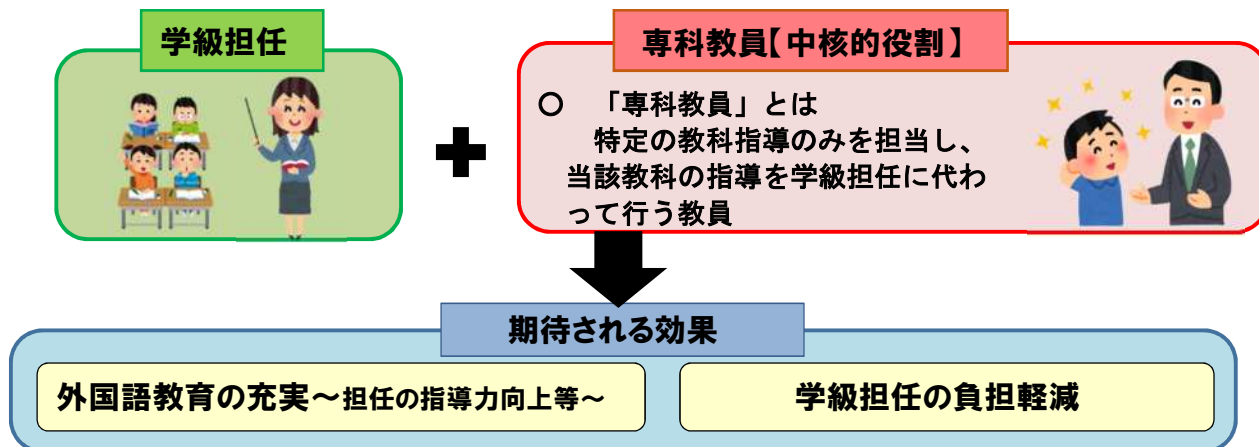 学級担任
専科教員【中核的役割】
○　「専科教員」とは
特定の教科指導のみを担当し、
当該教科の指導を学級担任に代わ
って行う教員
期待される効果
外国語教育の充実～担任の指導力向上等～
学級担任の負担軽減